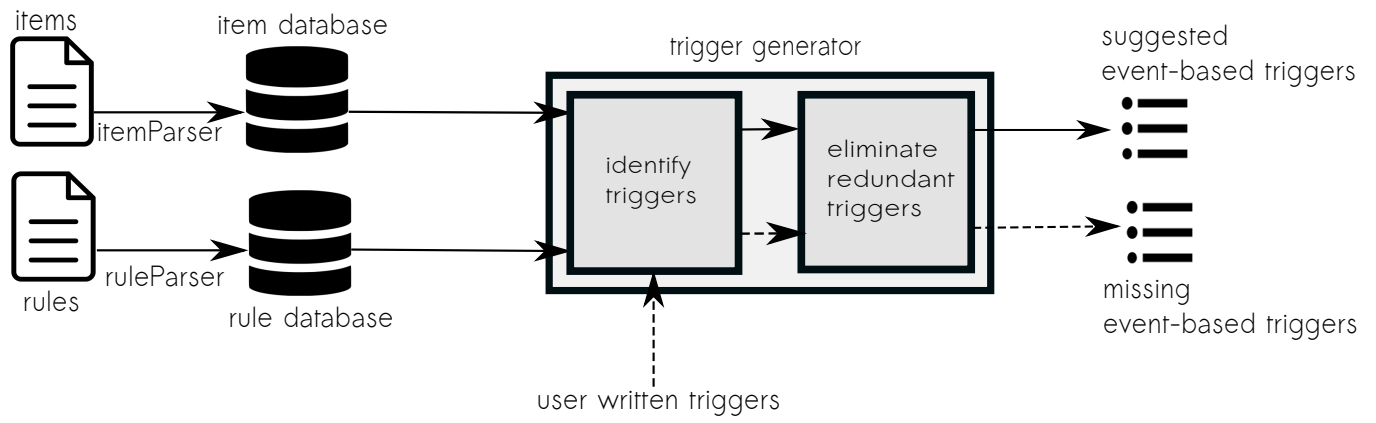 items
item database
trigger generator
suggested
event-based triggers
itemParser
identify
triggers
eliminate
redundant
triggers
ruleParser
rules
rule database
missing
event-based triggers
user written triggers